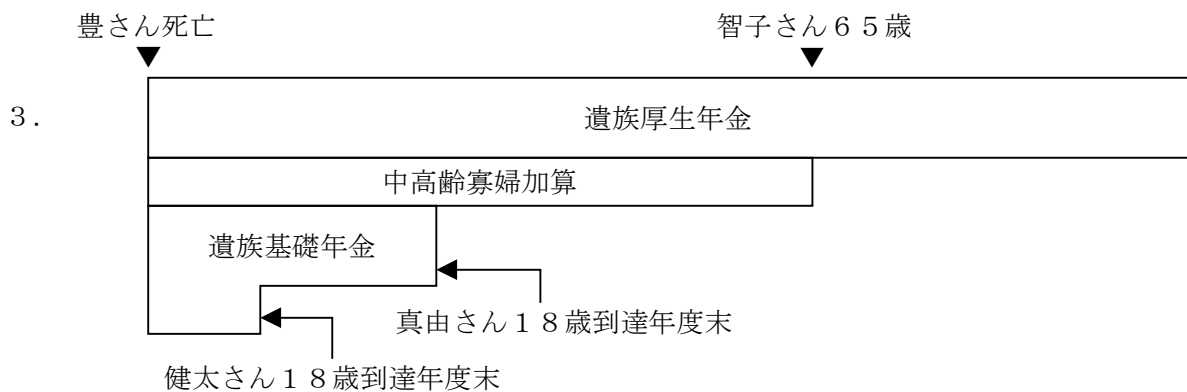 豊さん死亡
智子さん６５歳
３．
遺族厚生年金
中高齢寡婦加算
遺族基礎年金
真由さん１８歳到達年度末
健太さん１８歳到達年度末